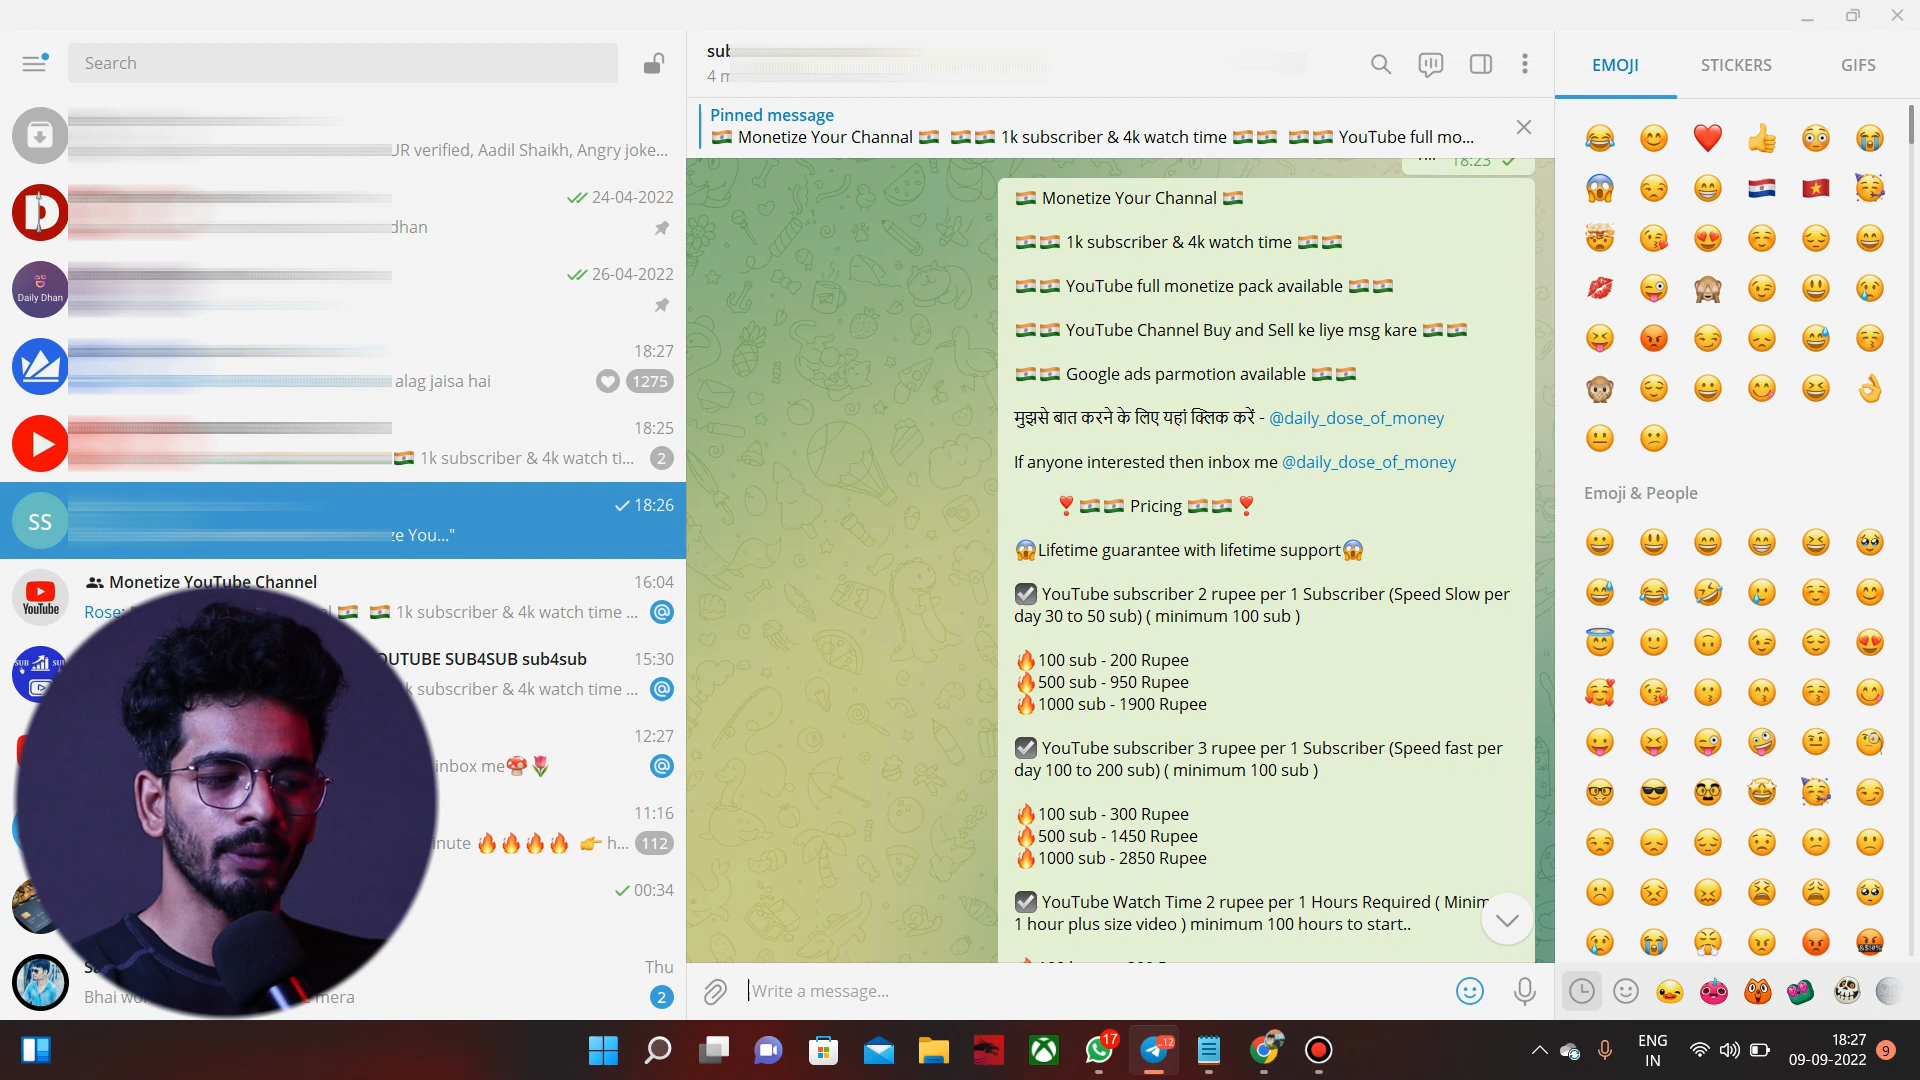 Search
sub
4 m
EMOJI
STICKERS
GIFS
Pinned message
🇮🇳 Monetize Your Channal 🇮🇳 🇮🇳🇮🇳 1k subscriber & 4k watch time 🇮🇳🇮🇳 🇮🇳🇮🇳 YouTube full mo...
UR verified, Aadil Shaikh, Angry joke...
24-04-2022
dhan
Daily Dhan
26-04-2022
18:27
alag jaisa hai
1275
18:25
🇮🇳 1k subscriber & 4k watch ti...
2
SS
18:26
ze You..."
YouTube
Monetize YouTube Channel
16:04
Rose:
🇮🇳 🇮🇳 1k subscriber & 4k watch time ...
@
SUB
OUTUBE SUB4SUB sub4sub
15:30
k subscriber & 4k watch time ...
@
12:27
inbox me🍄🌷
@
11:16
inute 🔥🔥🔥🔥 👉 h...
112
00:34
Thu
mera
2
18:23
🇮🇳 Monetize Your Channal 🇮🇳
🇮🇳🇮🇳 1k subscriber & 4k watch time 🇮🇳🇮🇳
🇮🇳🇮🇳 YouTube full monetize pack available 🇮🇳🇮🇳
🇮🇳🇮🇳 YouTube Channel Buy and Sell ke liye msg kare 🇮🇳🇮🇳
🇮🇳🇮🇳 Google ads parmotion available 🇮🇳🇮🇳
मुझसे बात करने के लिए यहां क्लिक करें - @daily_dose_of_money
If anyone interested then inbox me @daily_dose_of_money
❣️🇮🇳🇮🇳 Pricing 🇮🇳🇮🇳❣️
😱Lifetime guarantee with lifetime support😱
☑️ YouTube subscriber 2 rupee per 1 Subscriber (Speed Slow per
day 30 to 50 sub) ( minimum 100 sub )
🔥100 sub - 200 Rupee
🔥500 sub - 950 Rupee
🔥1000 sub - 1900 Rupee
☑️ YouTube subscriber 3 rupee per 1 Subscriber (Speed fast per
day 100 to 200 sub) ( minimum 100 sub )
🔥100 sub - 300 Rupee
🔥500 sub - 1450 Rupee
🔥1000 sub - 2850 Rupee
☑️ YouTube Watch Time 2 rupee per 1 Hours Required ( Minim
1 hour plus size video ) minimum 100 hours to start..
Write a message...
Emoji & People
17
12
ENG
IN
18:27
09-09-2022
9